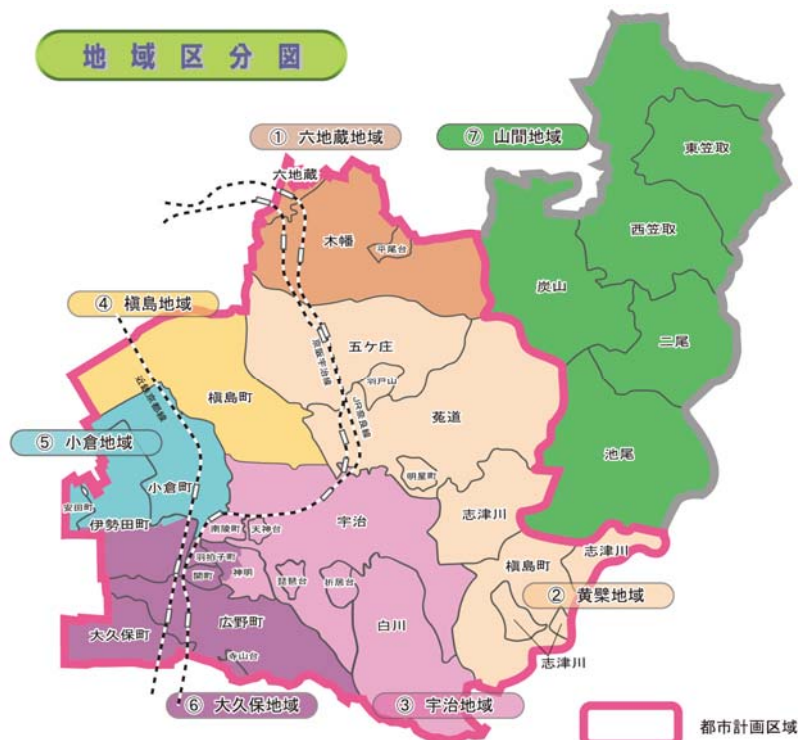 地域区分図
① 六地蔵地域
⑦ 山間地域
六地蔵
東笠取
木幡
平尾台
西笠取
炭山
④ 槇島地域
二尾
五ケ庄
京阪宇治線
羽戸山
近鉄京都線
槇島町
JR奈良線
菟道
⑤ 小倉地域
池尾
明星町
小倉町
安田町
志津川
伊勢田町
南陵町
天神台
宇治
志津川
羽拍子町
槇島町
開町
神明
琵琶台
折居台
② 黄檗地域
大久保町
広野町
白川
寺山台
志津川
⑥ 大久保地域
③ 宇治地域
都市計画区域